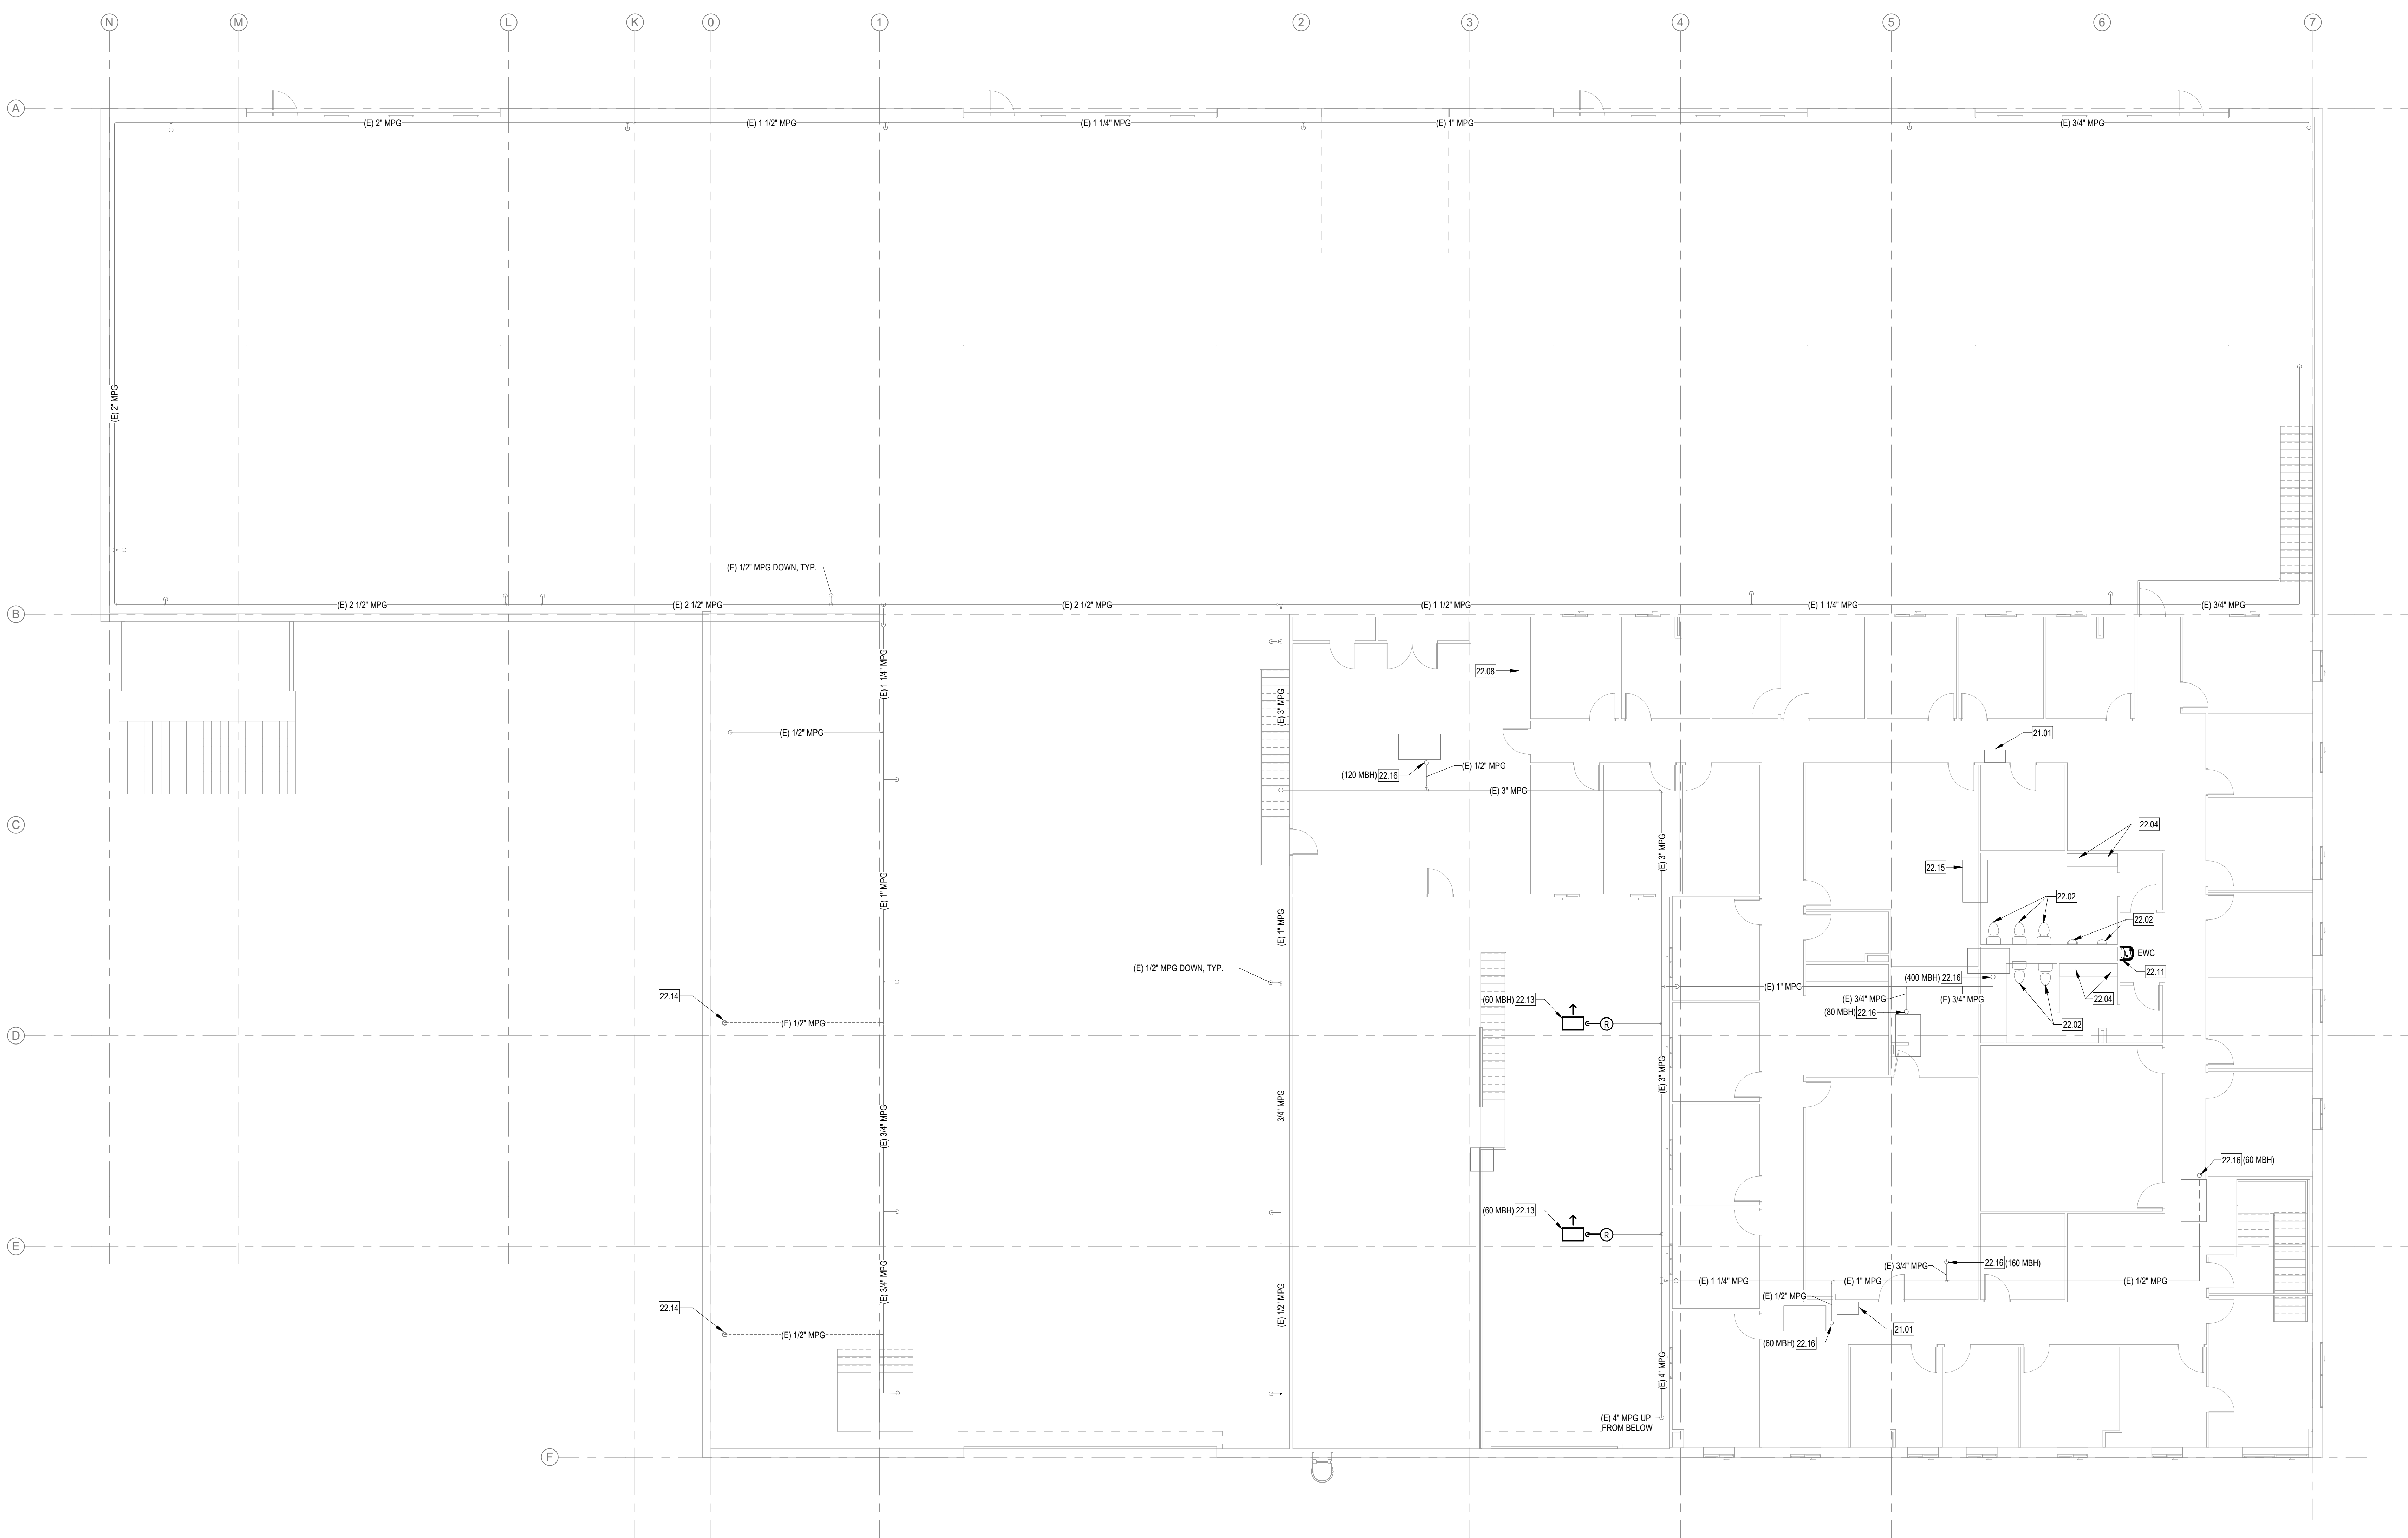 N M L K 0 1 2 3 4 5 6 7
A
(E) 2" MPG
(E) 1 1/2" MPG
(E) 1 1/4" MPG
(E) 1" MPG
(E) 3/4" MPG
(E) 2" MPG
(E) 1/2" MPG DOWN, TYP.
B
(E) 2 1/2" MPG
(E) 2 1/2" MPG
(E) 2 1/2" MPG
(E) 1 1/2" MPG
(E) 1 1/4" MPG
(E) 3/4" MPG
(E) 1 1/4" MPG
22.08
(E) 3" MPG
(E) 1/2" MPG
21.01
(E) 1/2" MPG
(120 MBH) 22.16
(E) 3" MPG
C
22.04
(E) 3" MPG
22.15
(E) 1" MPG
22.02
22.02
(E) 1" MPG
EWC
(E) 1/2" MPG DOWN, TYP.
22.11
(400 MBH) 22.16
(E) 1" MPG
22.14
(60 MBH) 22.13
(E) 3/4" MPG
(E) 3/4" MPG
22.04
(80 MBH) 22.16
(E) 1/2" MPG
R
22.02
D
(E) 3" MPG
3/4" MPG
(E) 3/4" MPG
22.16 (60 MBH)
(60 MBH) 22.13
R
E
22.16 (160 MBH)
(E) 3/4" MPG
(E) 3/4" MPG
(E) 1 1/4" MPG
(E) 1" MPG
(E) 1/2" MPG
(E) 1/2" MPG
(E) 1/2" MPG
22.14
21.01
(E) 1/2" MPG
(60 MBH) 22.16
(E) 4" MPG
(E) 4" MPG UP
FROM BELOW
F